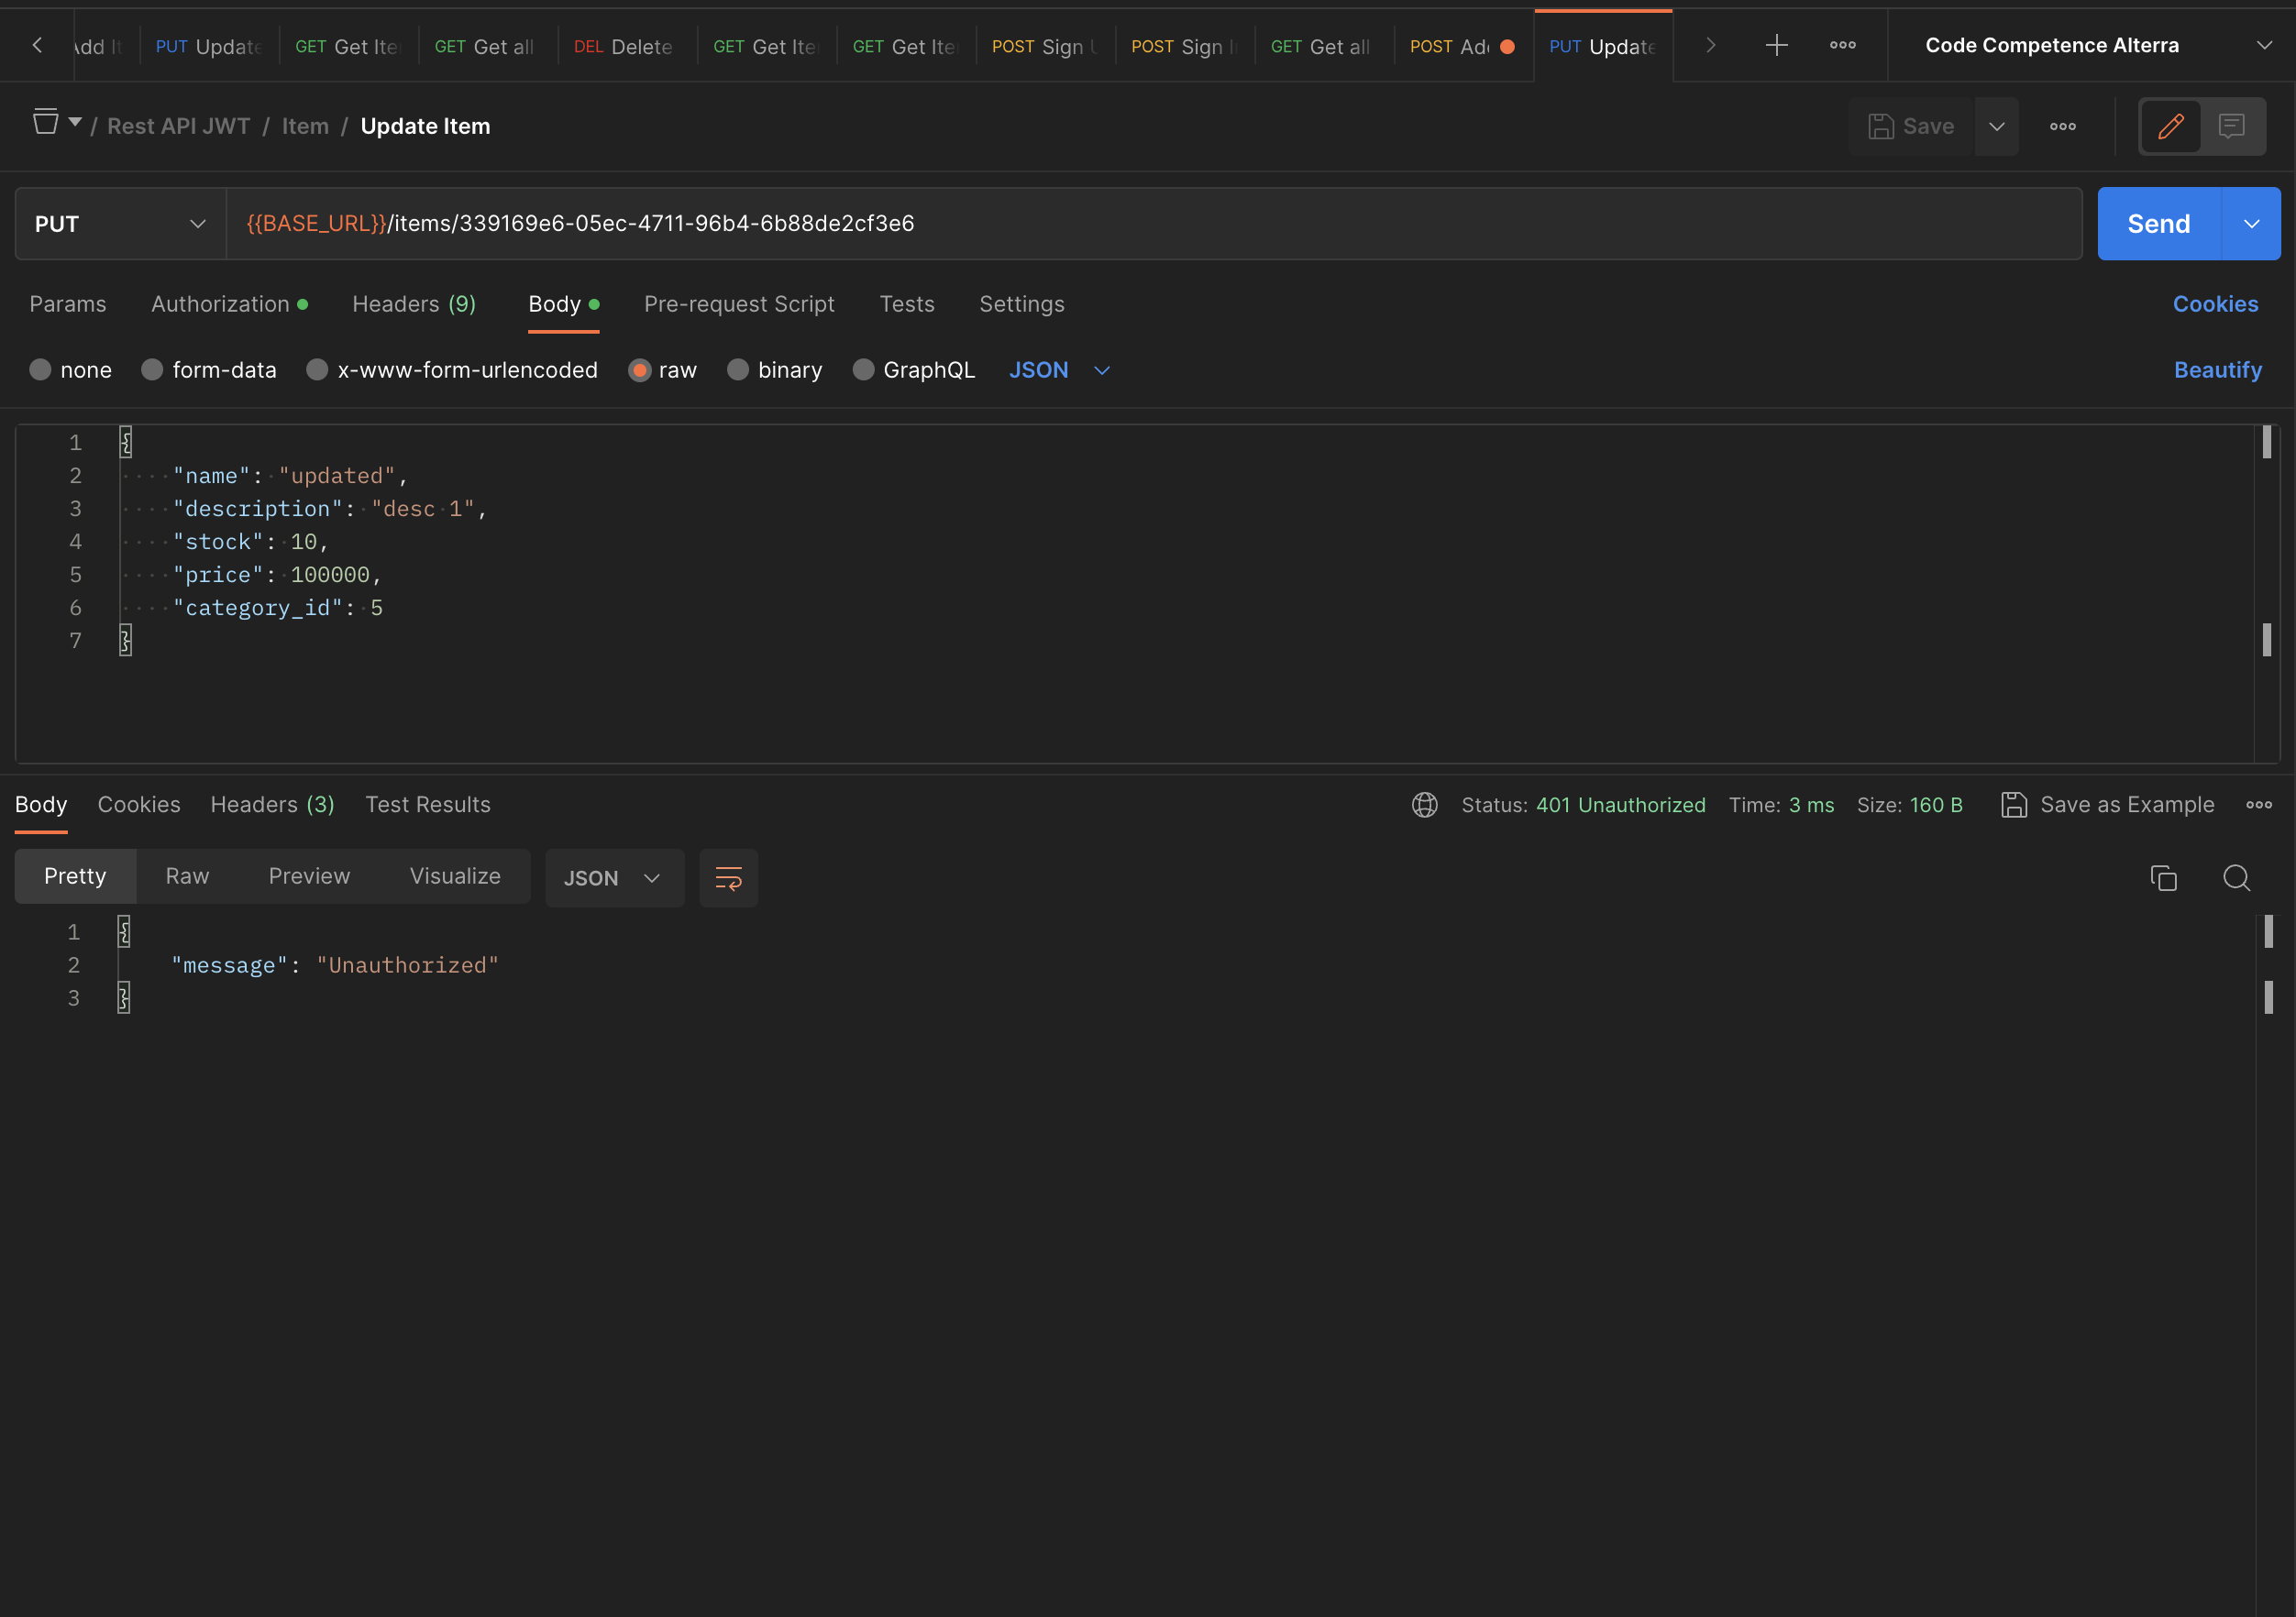 Add It PUT Update GET Get Ite GET Get all DEL Delete GET Get Ite GET Get Ite POST Sign U POST Sign I GET Get all POST Add PUT Update Code Competence Alterra
/ Rest API JWT / Item / Update Item Save
PUT {{BASE_URL}}/items/339169e6-05ec-4711-96b4-6b88de2cf3e6 Send
Params Authorization Headers (9) Body Pre-request Script Tests Settings Cookies
none form-data x-www-form-urlencoded raw binary GraphQL JSON Beautify
1 {
2 "name": "updated",
3 "description": "desc 1",
4 "stock": 10,
5 "price": 100000,
6 "category_id": 5
7 }
Body Cookies Headers (3) Test Results Status: 401 Unauthorized Time: 3 ms Size: 160 B Save as Example
Pretty Raw Preview Visualize JSON
1 {
2 "message": "Unauthorized"
3 }